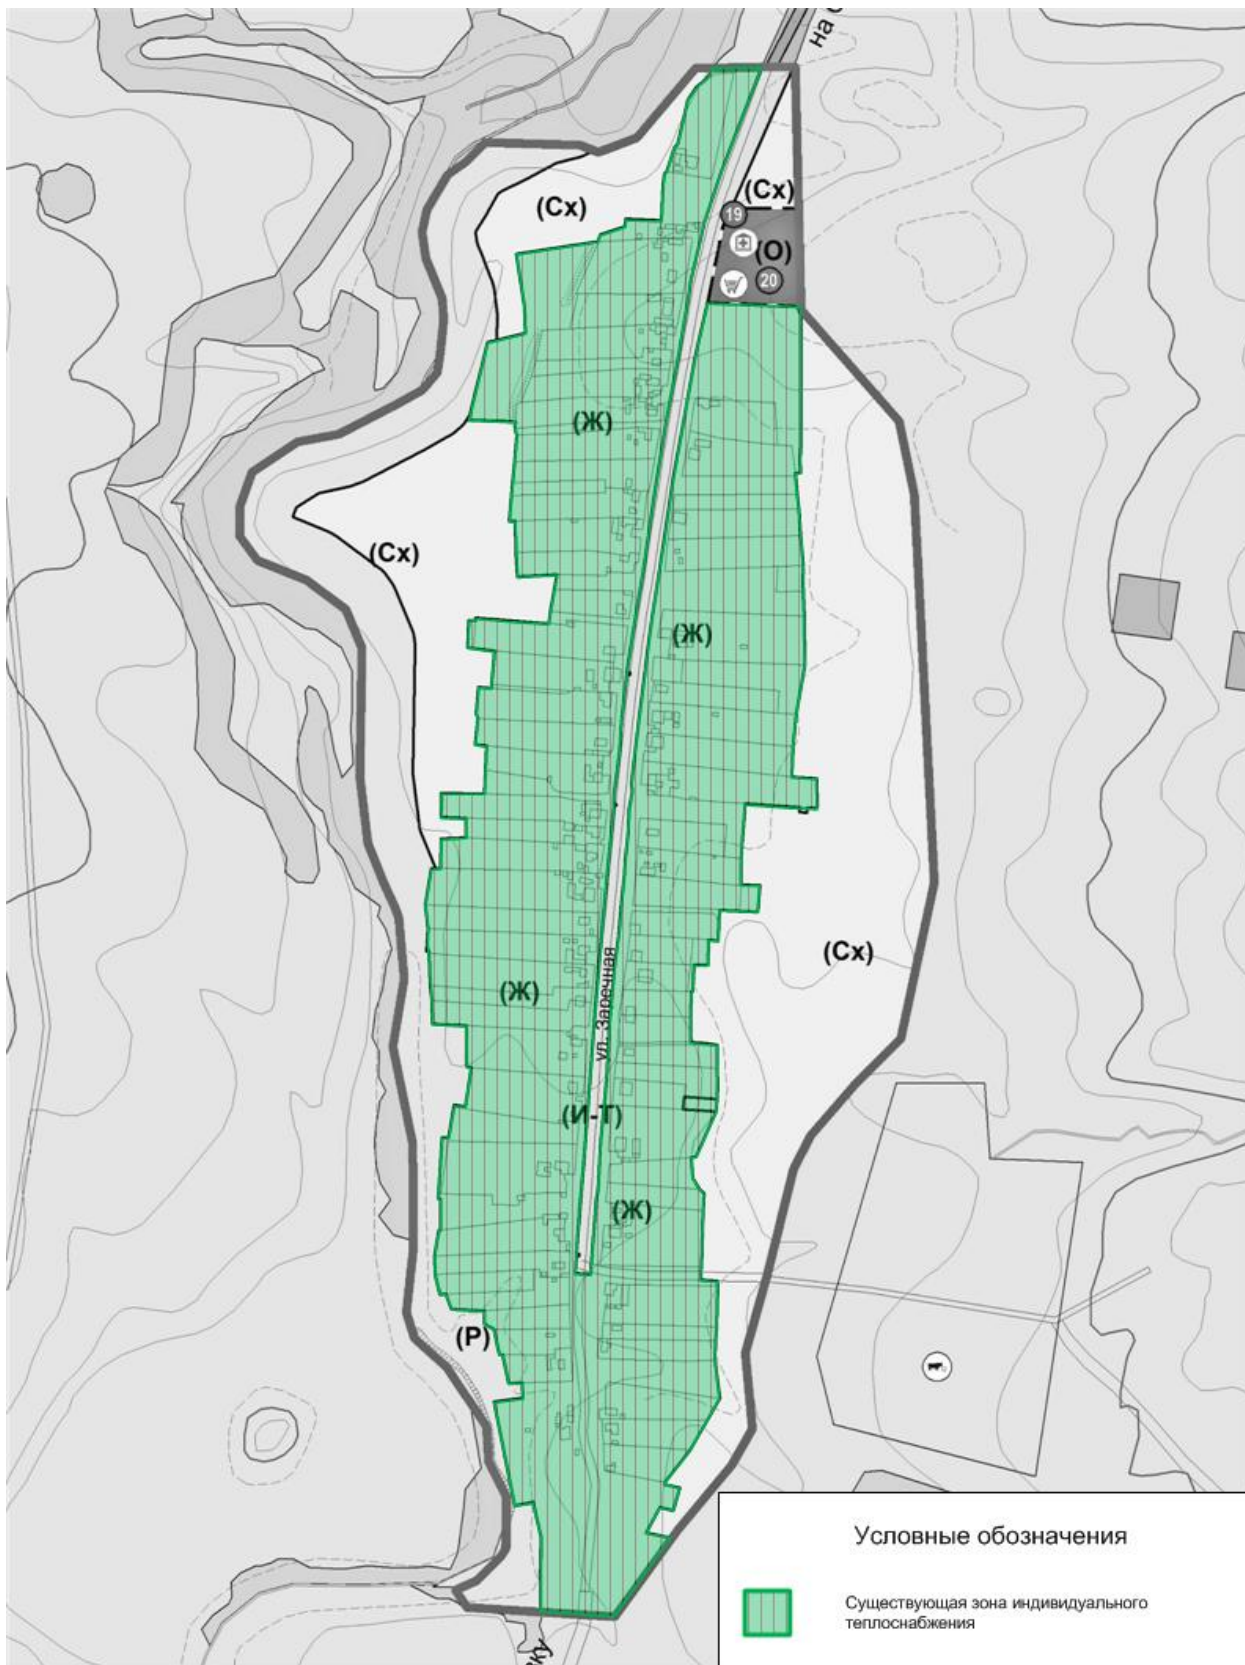 на
(Сх)
(Сх)
19
(О)
20
(Ж)
(Сх)
(Ж)
(Сх)
(Ж)
ул. Заречная
(И-Т)
(Ж)
(Р)
Условные обозначения
Существующая зона индивидуального
теплоснабжения